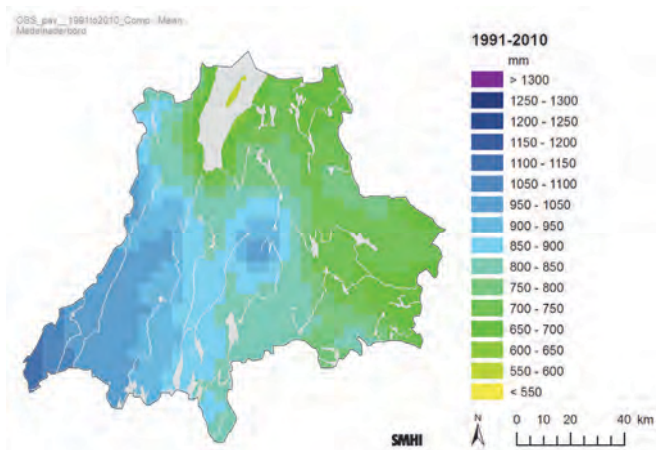 OBS_pav__1991to2010_Comp Mean
Medelnederbörd
1991-2010
mm
> 1300
1250 - 1300
1200 - 1250
1150 - 1200
1100 - 1150
1050 - 1100
950 - 1050
900 - 950
850 - 900
800 - 850
750 - 800
700 - 750
650 - 700
600 - 650
550 - 600
< 550
N
0 10 20 40 km
SMHI